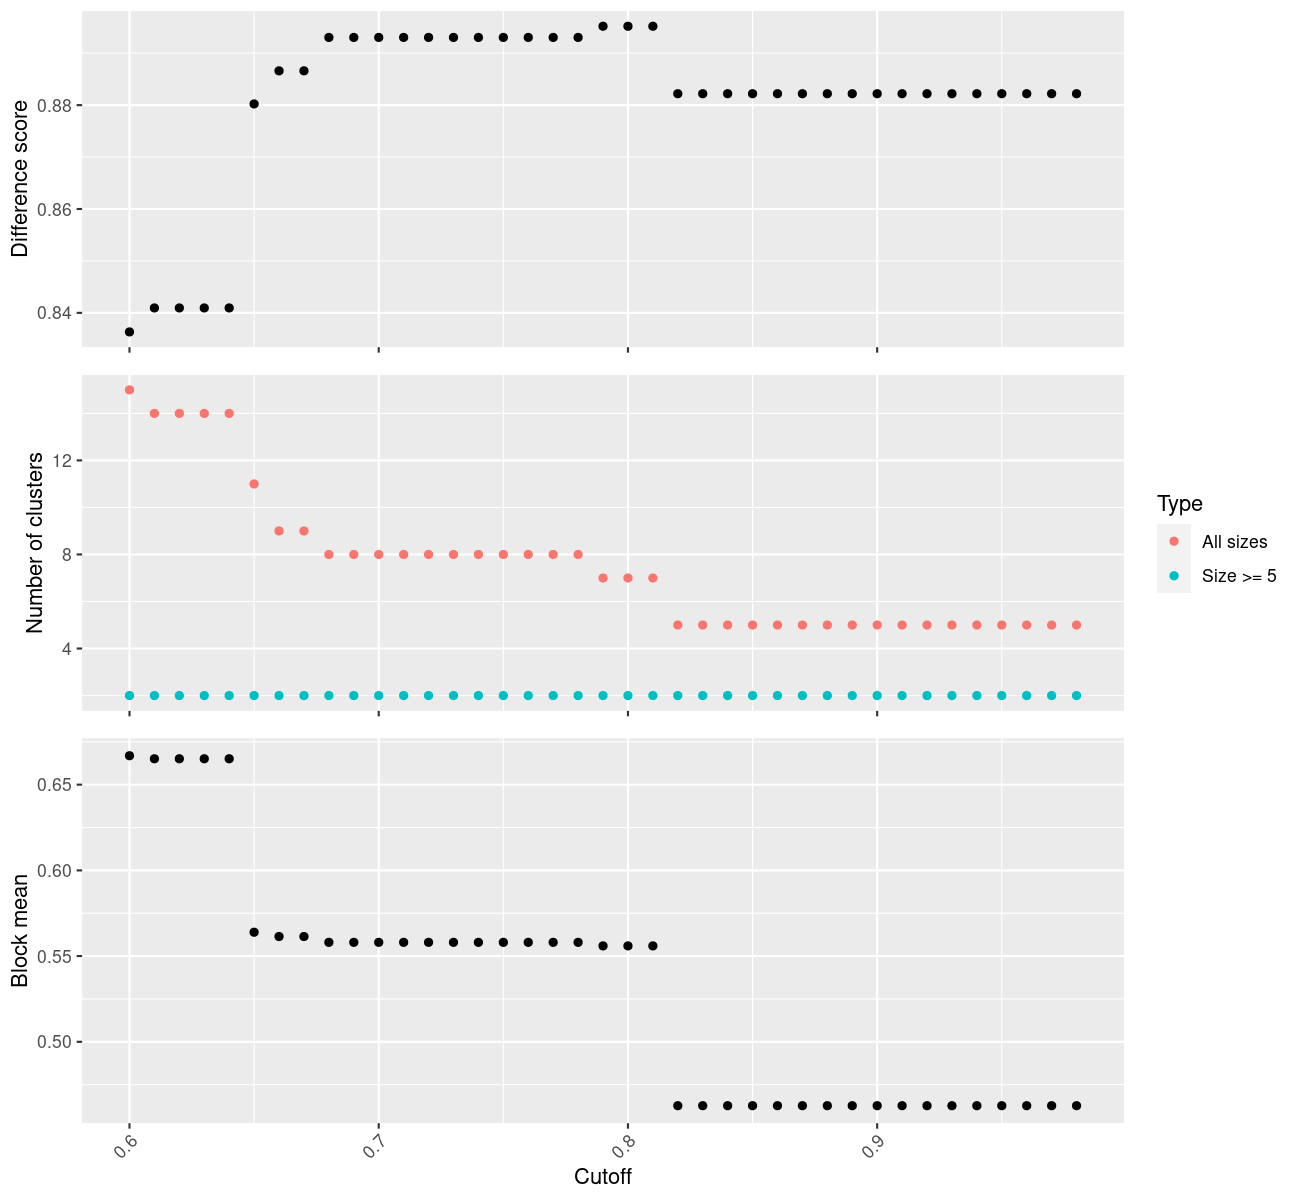 Difference score
0.88
0.86
0.84
Number of clusters
12
8
4
Type
All sizes
Size >= 5
Block mean
0.65
0.60
0.55
0.50
0.6
0.7
0.8
0.9
Cutoff